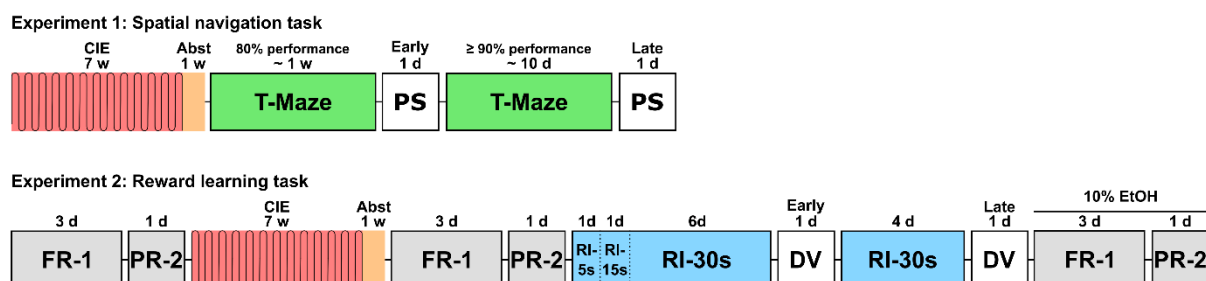 Experiment 1: Spatial navigation task
CIE Abst 80% performance Early ≥ 90% performance Late
7 w 1 w ~ 1 w 1 d ~ 10 d 1 d
T-Maze PS T-Maze PS
Experiment 2: Reward learning task
CIE Abst Early Late 10% EtOH
3 d 1 d 7 w 1 w 3 d 1 d 1d 1d 6d 1 d 4 d 1 d 3 d 1 d
FR-1 PR-2 FR-1 PR-2 RI-5s RI-15s RI-30s DV RI-30s DV FR-1 PR-2